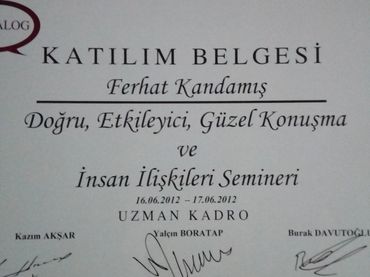 ALOG
KATILIM BELGESİ
Ferhat Kandamış
Doğru, Etkileyici, Güzel Konuşma
ve
İnsan İlişkileri Semineri
16.06.2012 – 17.06.2012
UZMAN KADRO
Kazım AKŞAR Yalçın BORATAP Burak DAVUTOĞLU